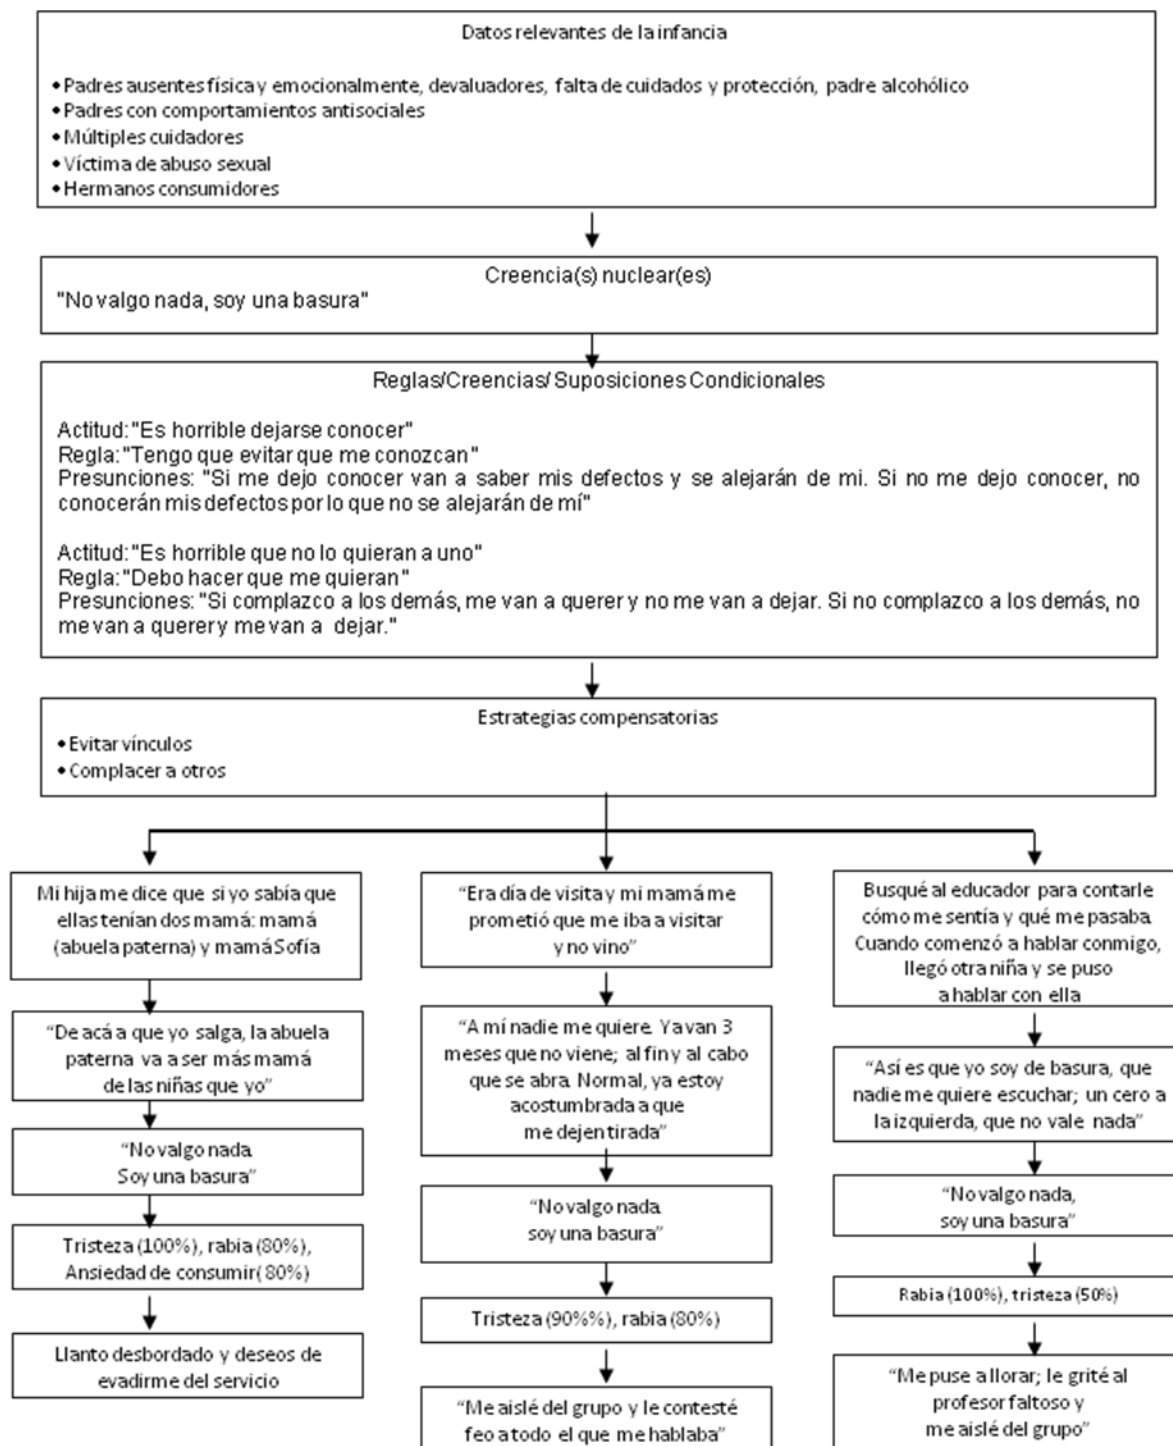 Datos relevantes de la infancia
• Padres ausentes física y emocionalmente, devaluadores, falta de cuidados y protección, padre alcohólico
• Padres con comportamientos antisociales
• Múltiples cuidadores
• Víctima de abuso sexual
• Hermanos consumidores
Creencia(s) nuclear(es)
"No valgo nada, soy una basura"
Reglas/Creencias/ Suposiciones Condicionales
Actitud: "Es horrible dejarse conocer"
Regla: "Tengo que evitar que me conozcan"
Presunciones: "Si me dejo conocer van a saber mis defectos y se alejarán de mi. Si no me dejo conocer, no
conocerán mis defectos por lo que no se alejarán de mí"
Actitud: "Es horrible que no lo quieran a uno"
Regla: "Debo hacer que me quieran"
Presunciones: "Si complazco a los demás, me van a querer y no me van a dejar. Si no complazco a los demás, no
me van a querer y me van a dejar."
Estrategias compensatorias
• Evitar vínculos
• Complacer a otros
Mi hija me dice que si yo sabía que
ellas tenían dos mamá: mamá
(abuela paterna) y mamá Sofía
“De acá a que yo salga, la abuela
paterna va a ser más mamá
de las niñas que yo”
“No valgo nada.
Soy una basura”
Tristeza (100%), rabia (80%),
Ansiedad de consumir( 80%)
Llanto desbordado y deseos de
evadirme del servicio
“Era día de visita y mi mamá me
prometió que me iba a visitar
y no vino”
“A mí nadie me quiere. Ya van 3
meses que no viene; al fin y al cabo
que se abra. Normal, ya estoy
acostumbrada a que
me dejen tirada”
“No valgo nada.
soy una basura”
Tristeza (90%%), rabia (80%)
“Me aislé del grupo y le contesté
feo a todo el que me hablaba”
Busqué al educador para contarle
cómo me sentía y qué me pasaba.
Cuando comenzó a hablar conmigo,
llegó otra niña y se puso
a hablar con ella
“Así es que yo soy de basura, que
nadie me quiere escuchar; un cero a
la izquierda, que no vale nada”
“No valgo nada,
soy una basura”
Rabia (100%), tristeza (50%)
“Me puse a llorar; le grité al
profesor faltoso y
me aislé del grupo”